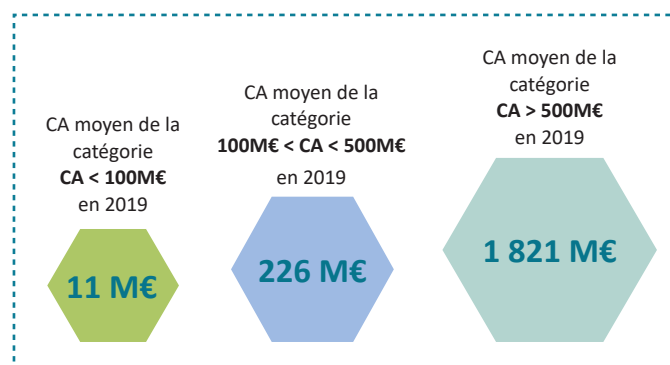 CA moyen de la
catégorie
CA < 100M€
en 2019
11 M€
CA moyen de la
catégorie
100M€ < CA < 500M€
en 2019
226 M€
CA moyen de la
catégorie
CA > 500M€
en 2019
1 821 M€